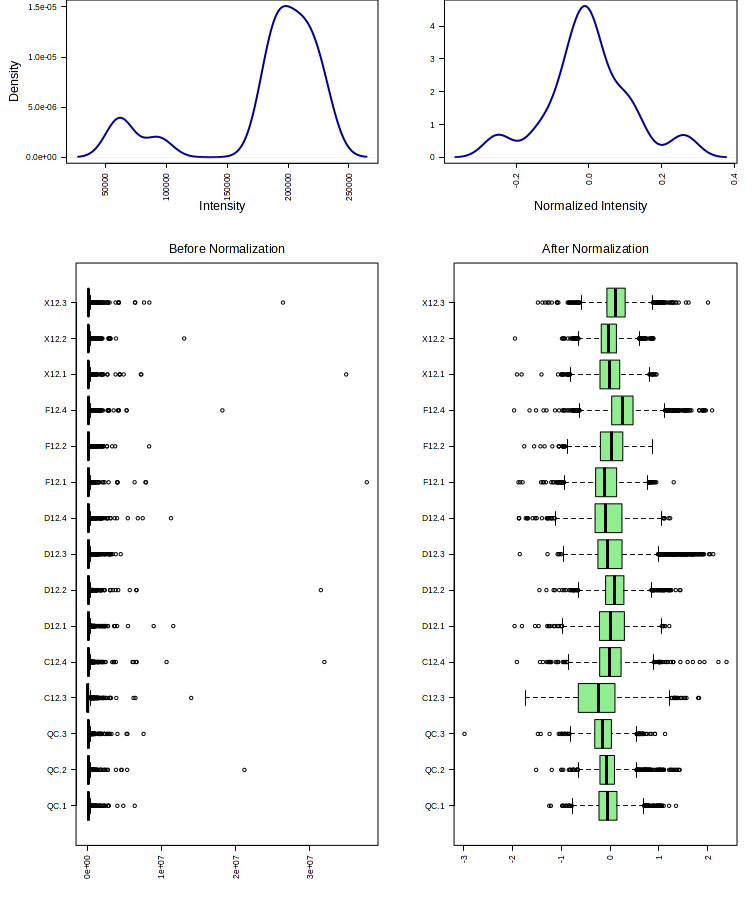 1.5e-05
1.0e-05
5.0e-06
0.0e+00
Density
50000
100000
150000
200000
250000
Intensity
4
3
2
1
0
-0.2
0.0
0.2
0.4
Normalized Intensity
Before Normalization
X12.3
X12.2
X12.1
F12.4
F12.2
F12.1
D12.4
D12.3
D12.2
D12.1
C12.4
C12.3
QC.3
QC.2
QC.1
0e+00
1e+07
2e+07
3e+07
After Normalization
X12.3
X12.2
X12.1
F12.4
F12.2
F12.1
D12.4
D12.3
D12.2
D12.1
C12.4
C12.3
QC.3
QC.2
QC.1
-3
-2
-1
0
1
2